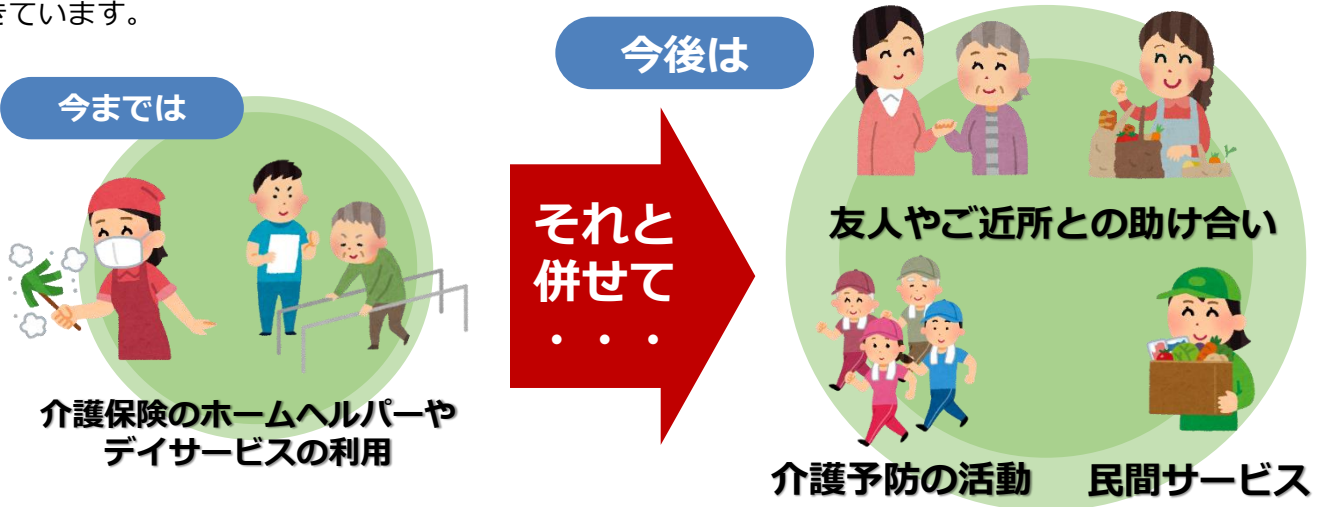 きています。
今までは
介護保険のホームヘルパーや
デイサービスの利用
それと
併せて
・・・
今後は
友人やご近所との助け合い
介護予防の活動
民間サービス